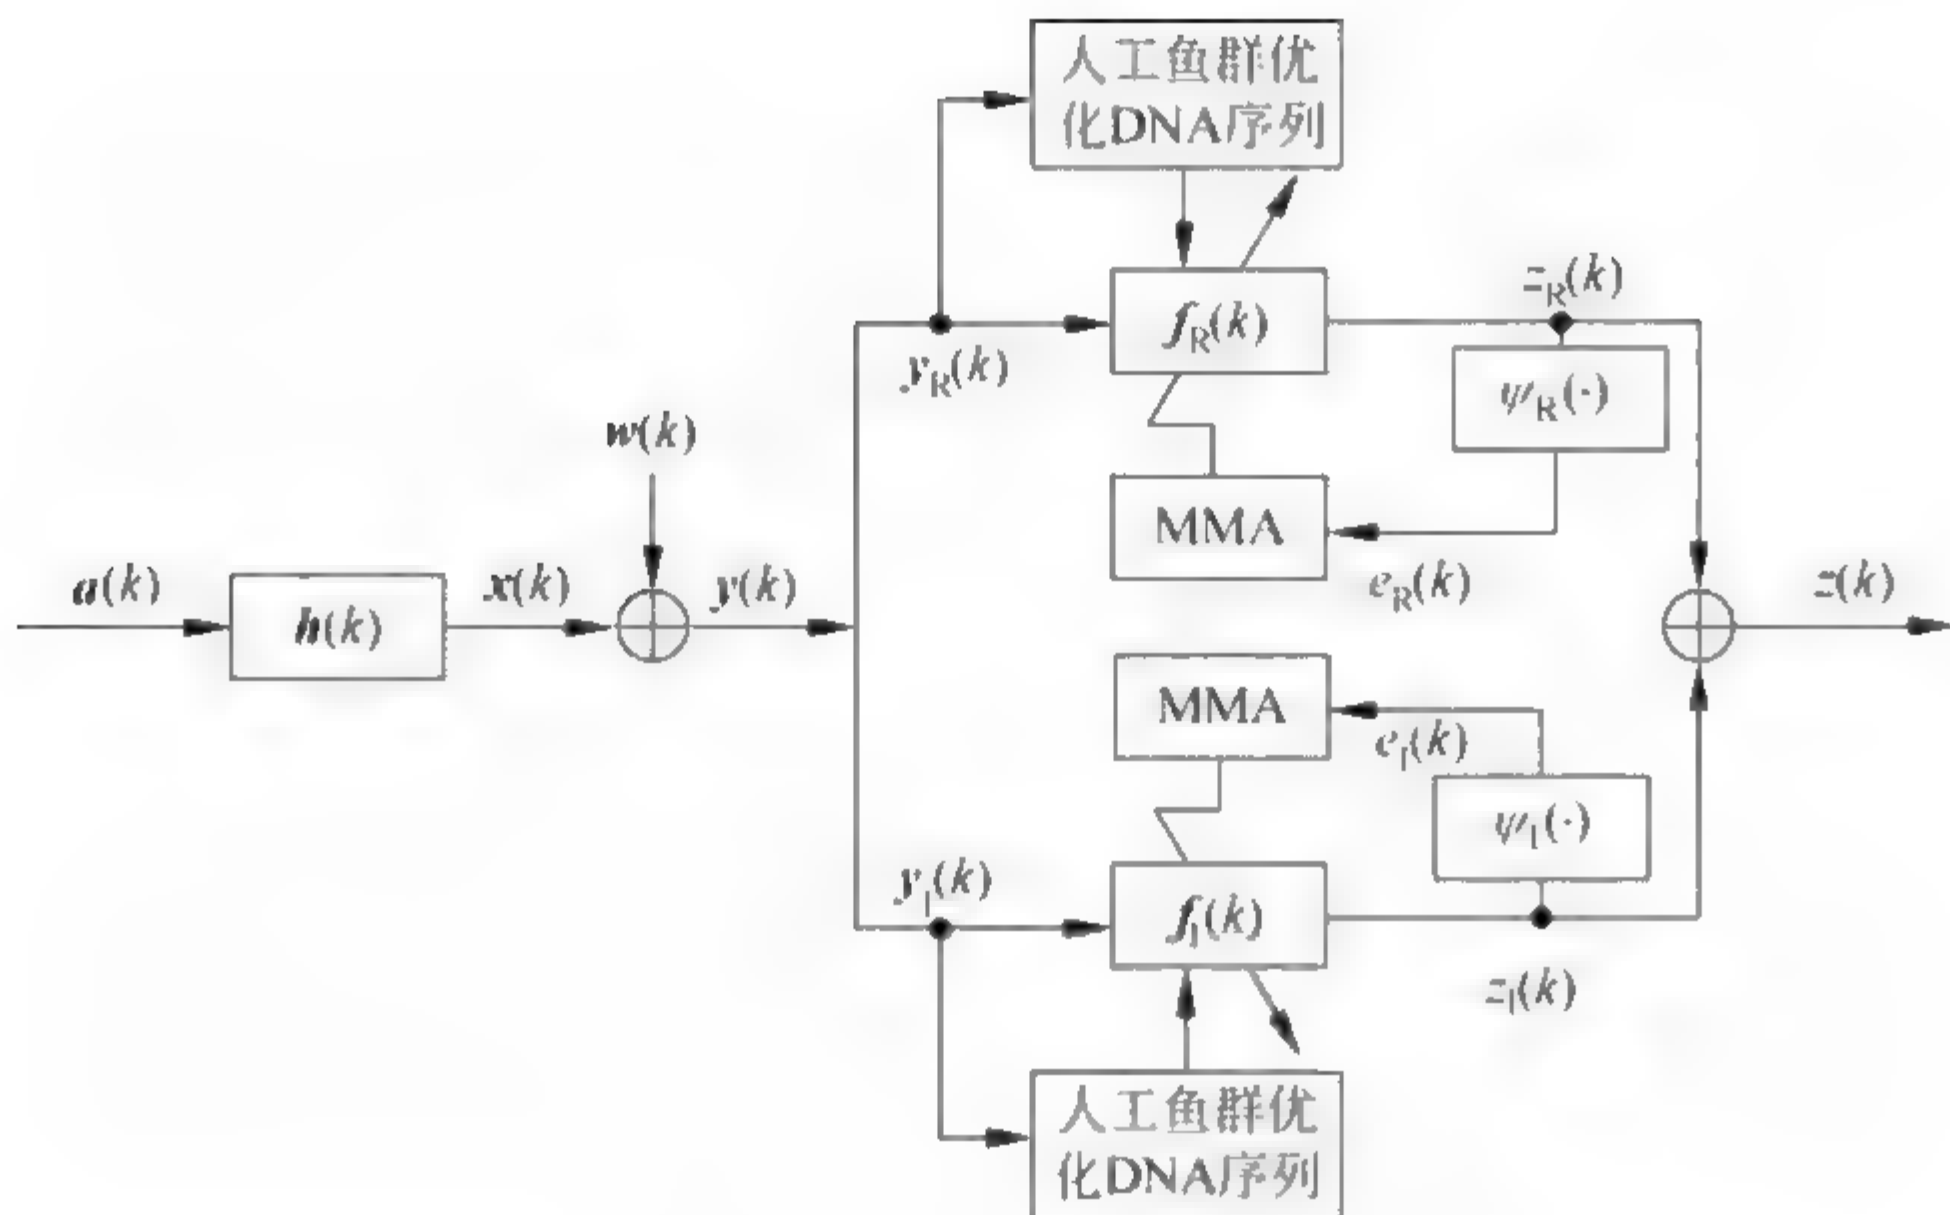 人工鱼群优
化DNA序列
z_R(k)
f_R(k)
y_R(k)
ψ_R(·)
w(k)
MMA
e_R(k)
a(k)
h(k)
x(k)
y(k)
z(k)
MMA
e_I(k)
ψ_I(·)
y_I(k)
f_I(k)
z_I(k)
人工鱼群优
化DNA序列